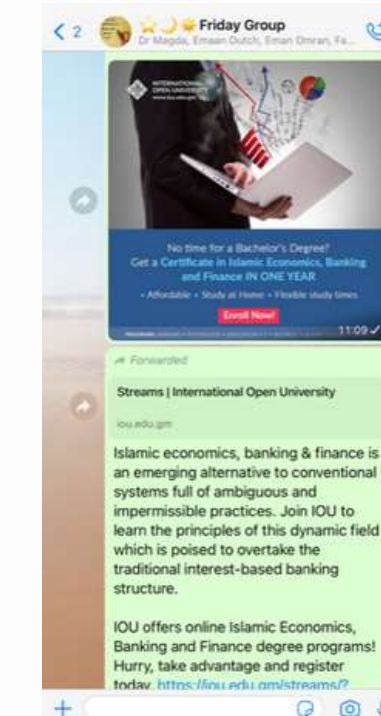 2
Friday Group
Dr Magda, Emaan Dutch, Eman Omran, Fa...
INTERNATIONAL
OPEN UNIVERSITY
www.iou.edu.gm
No time for a Bachelor's Degree?
Get a Certificate in Islamic Economics, Banking
and Finance IN ONE YEAR
• Affordable • Study at Home • Flexible study times
Enroll Now!
11:09
Forwarded
Streams | International Open University
iou.edu.gm
Islamic economics, banking & finance is
an emerging alternative to conventional
systems full of ambiguous and
impermissible practices. Join IOU to
learn the principles of this dynamic field
which is poised to overtake the
traditional interest-based banking
structure.
IOU offers online Islamic Economics,
Banking and Finance degree programs!
Hurry, take advantage and register
today. https://iou.edu.gm/streams/?